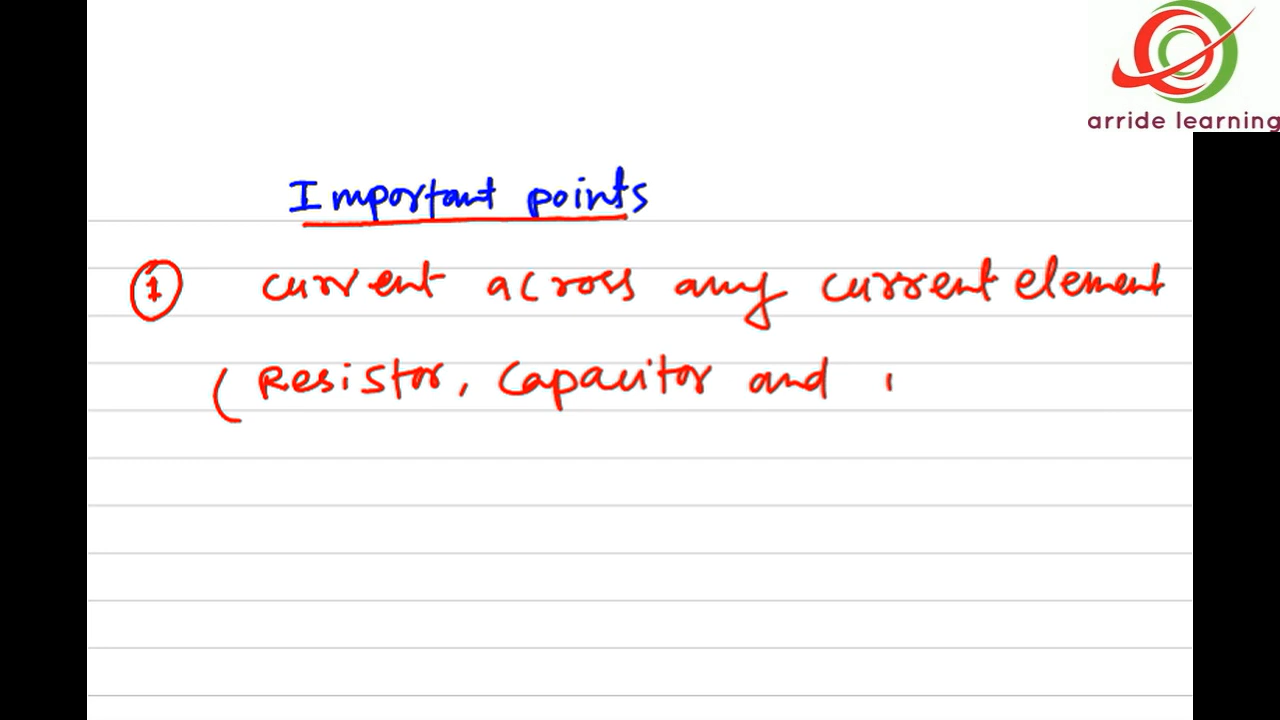 arride learning
Important points
1 current across any current element
( Resistor, Capacitor and